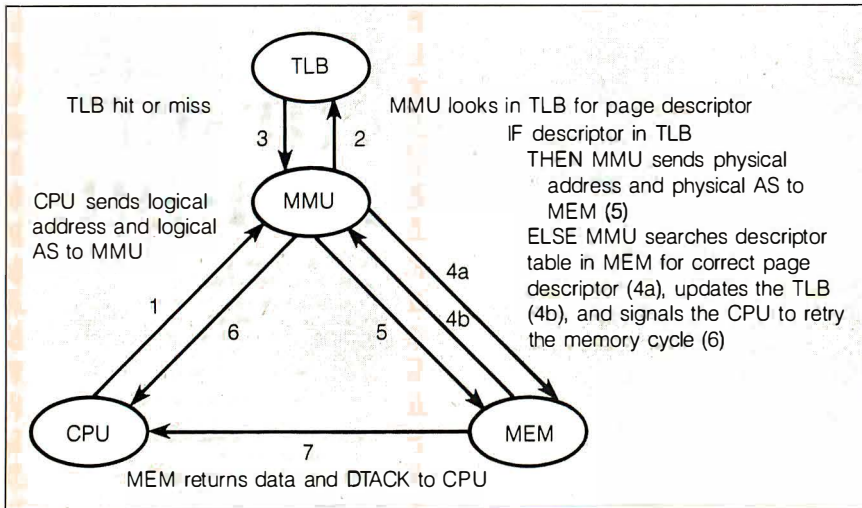 TLB
TLB hit or miss
3
2
MMU looks in TLB for page descriptor
IF descriptor in TLB
THEN MMU sends physical
address and physical AS to
MEM (5)
ELSE MMU searches descriptor
table in MEM for correct page
descriptor (4a), updates the TLB
(4b), and signals the CPU to retry
the memory cycle (6)
MMU
CPU sends logical
address and logical
AS to MMU
1
6
5
4a
4b
CPU
MEM
7
MEM returns data and DTACK to CPU